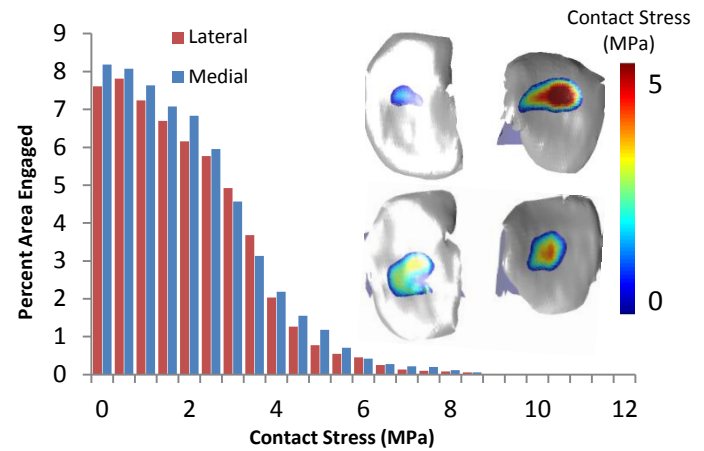 Contact Stress
(MPa)
9
8
7
6
5
4
3
2
1
0
Percent Area Engaged
Lateral
Medial
5
0
0 2 4 6 8 10 12
Contact Stress (MPa)